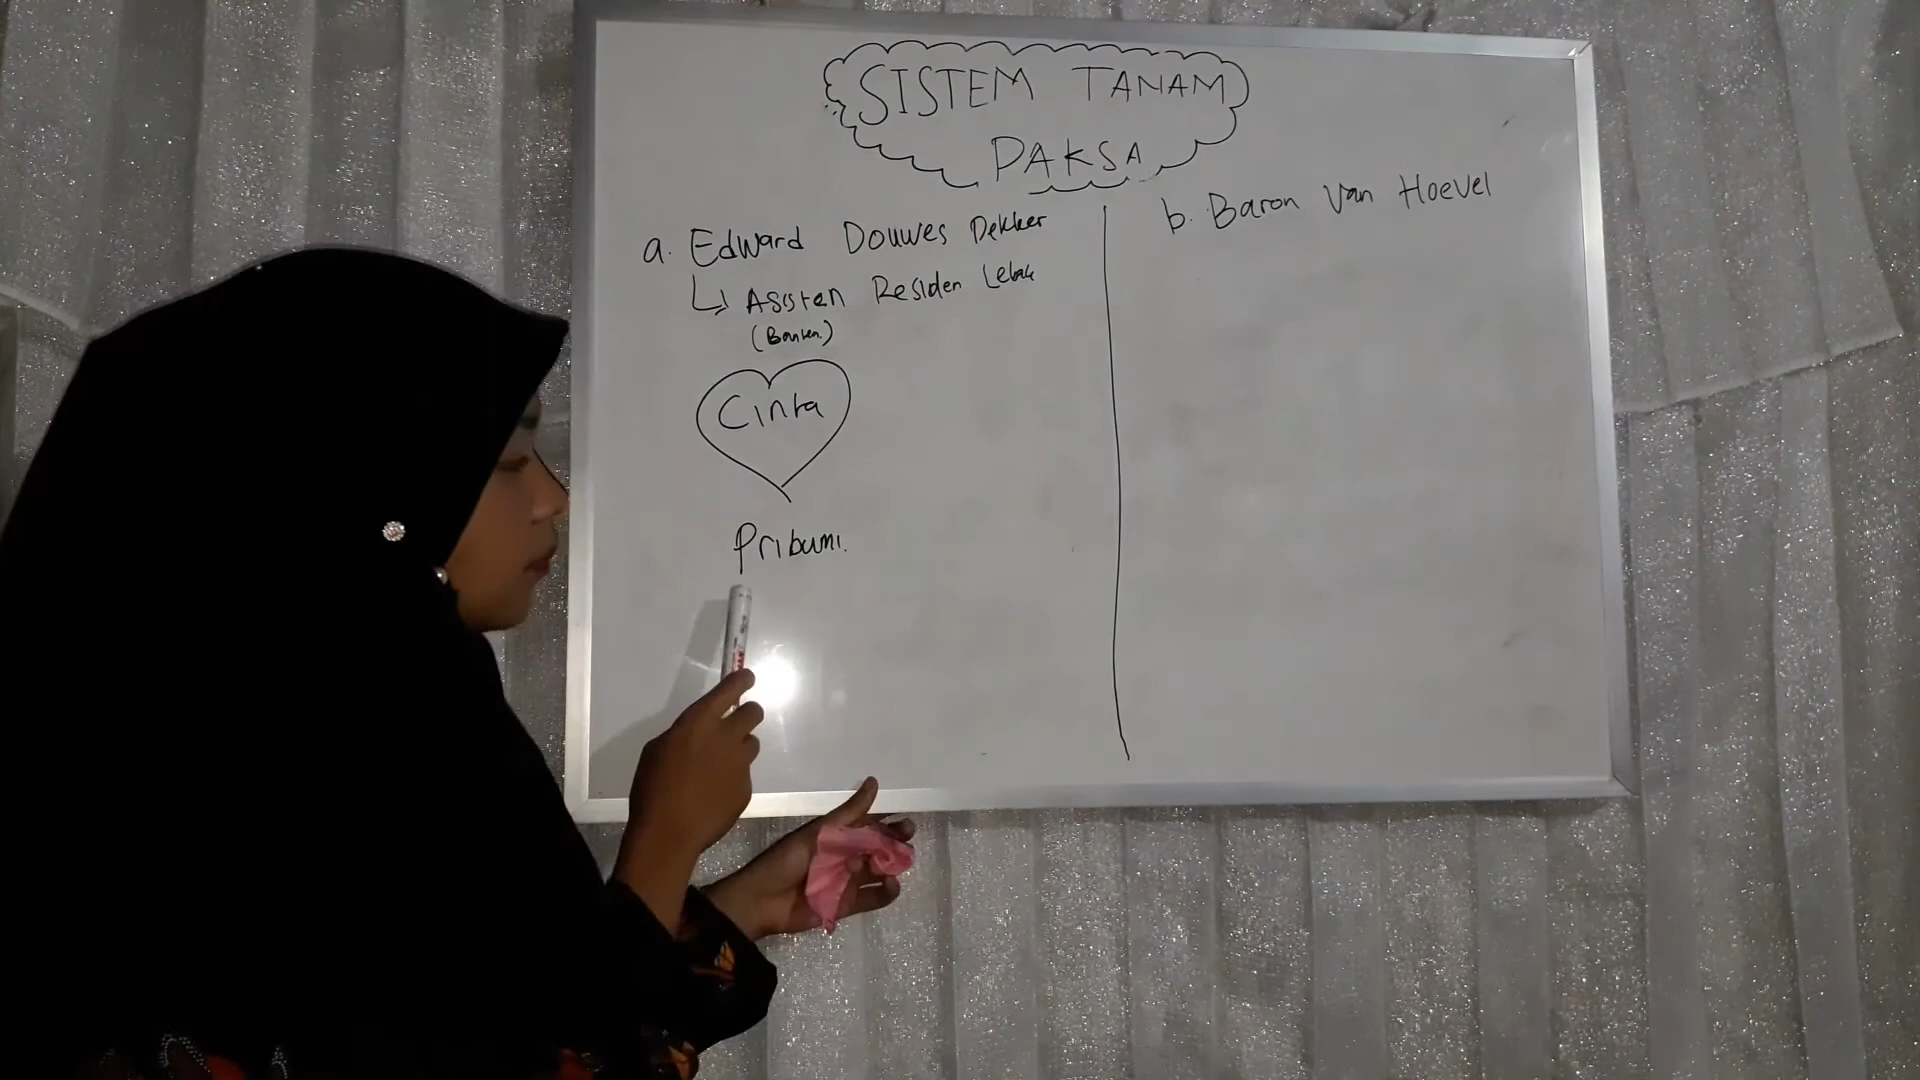 SISTEM TANAM
PAKSA
a. Edward Douwes Dekker
↳ Asisten Residen Lebak
(Banten)
Cinta
Pribumi.
b. Baron Van Hoevel